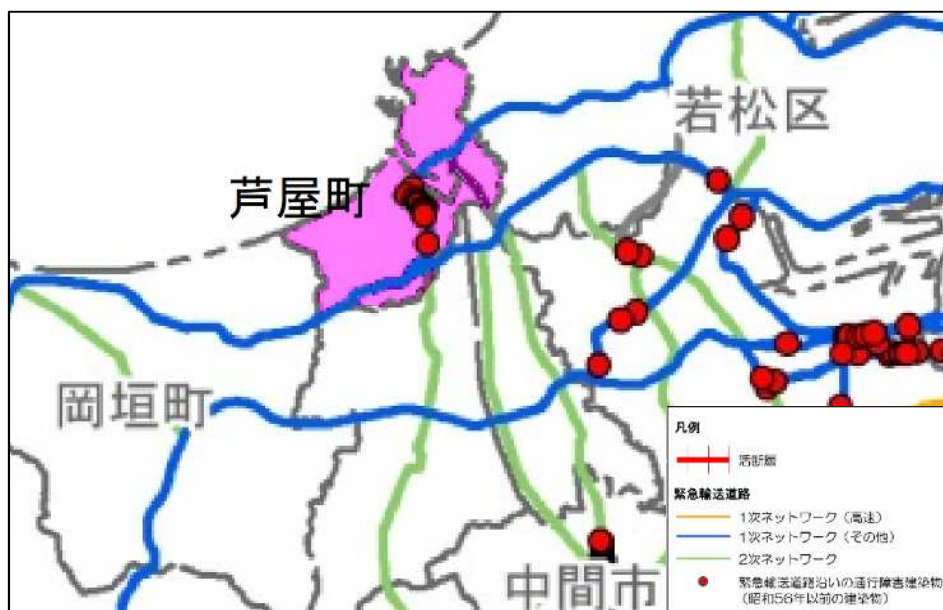 若松区
芦屋町
岡垣町
中間市
凡例
活断層
緊急輸送道路
1次ネットワーク（高速）
1次ネットワーク（その他）
2次ネットワーク
緊急輸送道路沿いの通行障害建築物
（昭和56年以前の建築物）